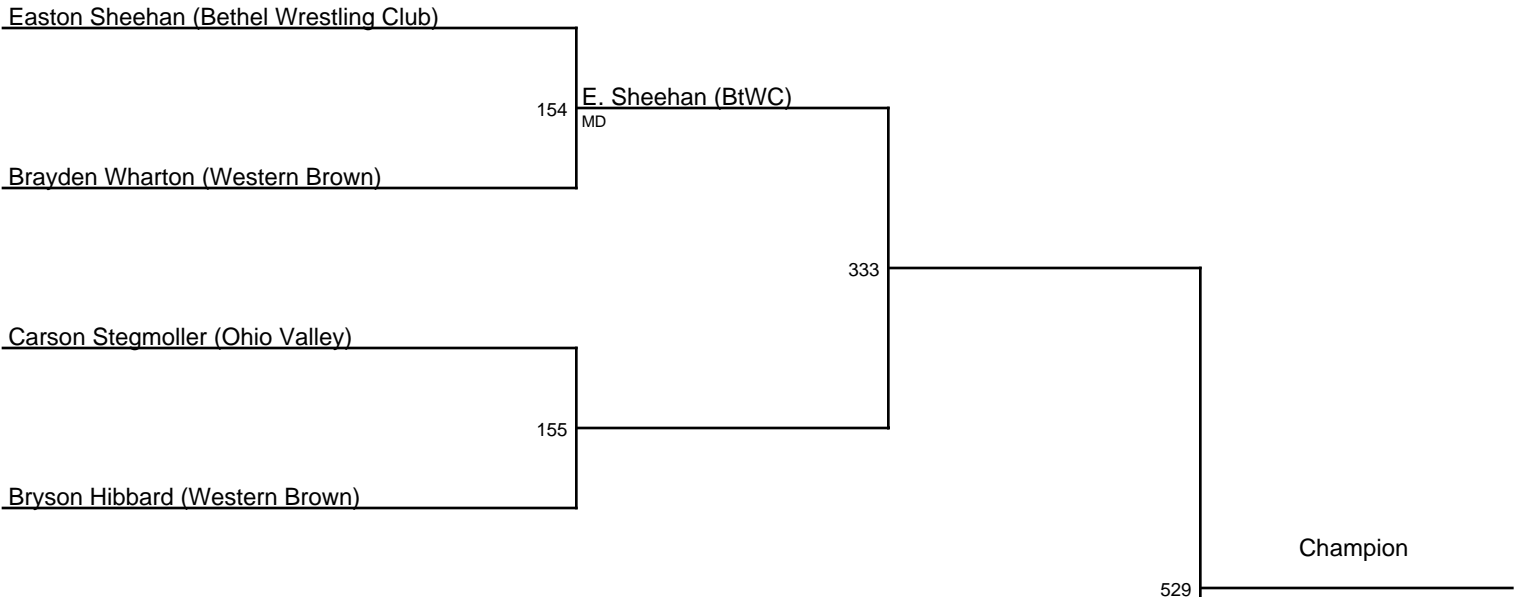 Easton Sheehan (Bethel Wrestling Club)
154
E. Sheehan (BtWC)
MD
Brayden Wharton (Western Brown)
333
Carson Stegmoller (Ohio Valley)
155
Bryson Hibbard (Western Brown)
Champion
529